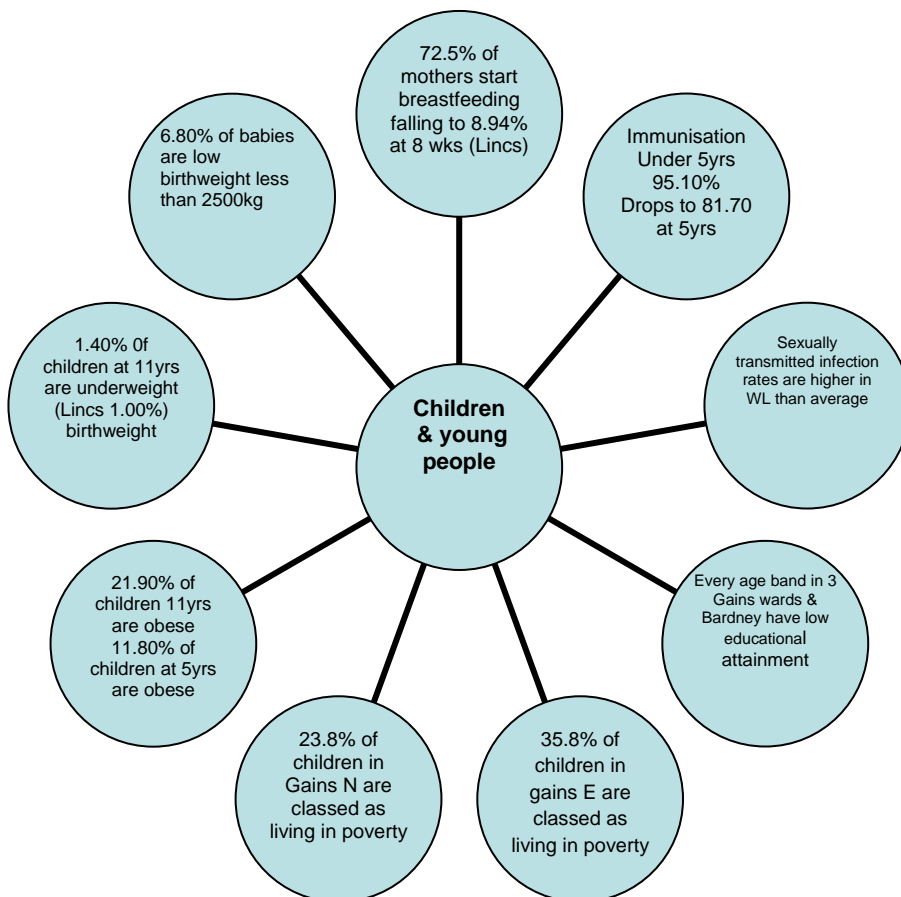 72.5% of
mothers start
breastfeeding
falling to 8.94%
at 8 wks (Lincs)
Immunisation
Under 5yrs
95.10%
Drops to 81.70
at 5yrs
Sexually
transmitted infection
rates are higher in
WL than average
Every age band in 3
Gains wards &
Bardney have low
educational
attainment
35.8% of
children in
gains E are
classed as
living in poverty
23.8% of
children in
Gains N are
classed as
living in poverty
21.90% of
children 11yrs
are obese
11.80% of
children at 5yrs
are obese
1.40% 0f
children at 11yrs
are underweight
(Lincs 1.00%)
birthweight
6.80% of babies
are low
birthweight less
than 2500kg
Children
& young
people